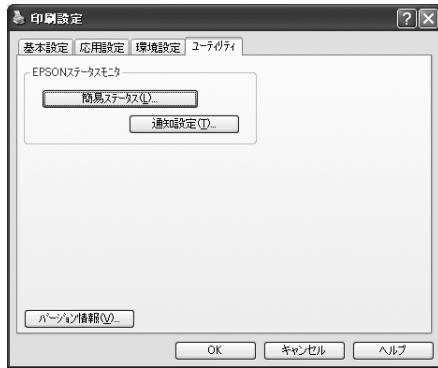 印刷設定
基本設定 応用設定 環境設定 ユーティリティ
EPSONステータスモニタ
簡易ステータス(L)...
通知設定(T)...
バージョン情報(V)...
OK キャンセル ヘルプ